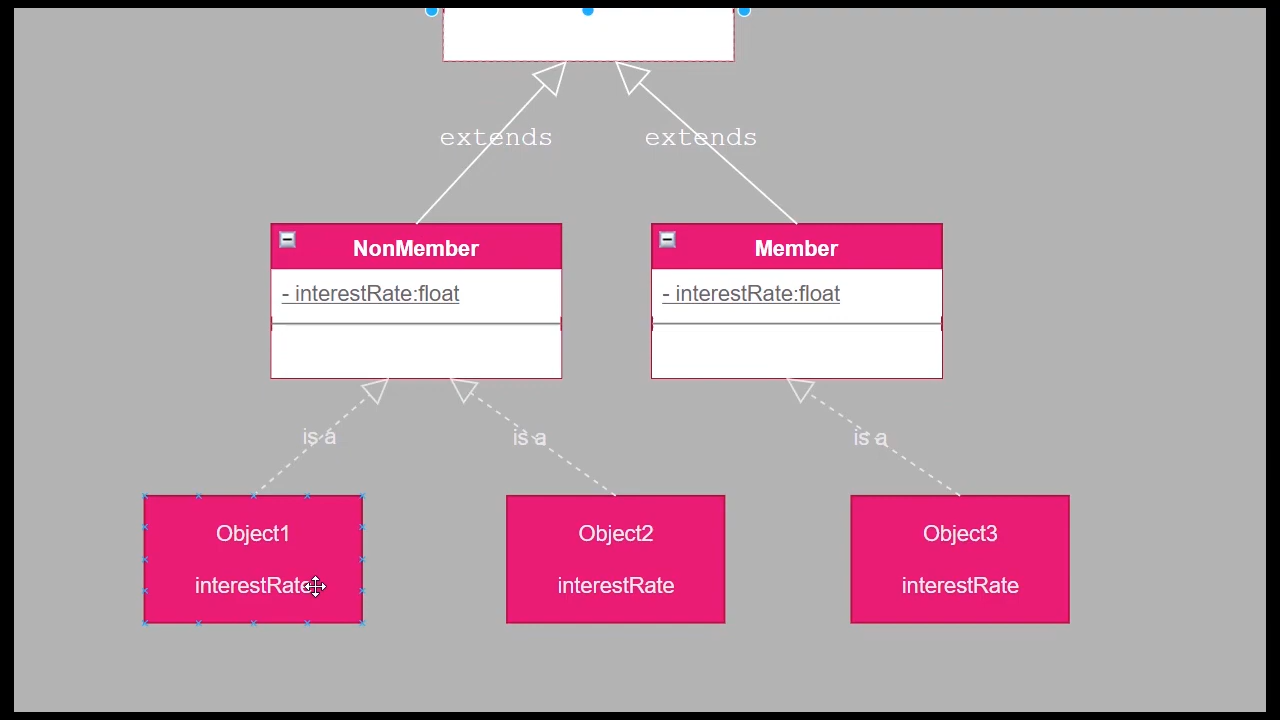 extends extends
NonMember Member
- interestRate:float - interestRate:float
is a is a is a
Object1 Object2 Object3
interestRate interestRate interestRate